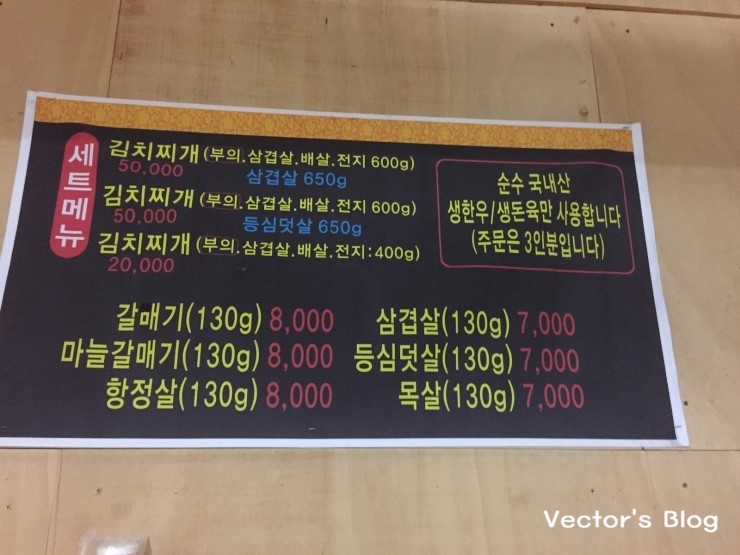 세트메뉴
김치찌개 (부의.삼겹살.배살.전지 600g)
50.000 삼겹살 650g
김치찌개 (부의.삼겹살.배살.전지 600g)
50,000 등심덧살 650g
김치찌개 (부의.삼겹살.배살.전지:400g)
20,000
순수 국내산
생한우/생돈육만 사용합니다
(주문은 3인분입니다)
갈매기(130g) 8,000 삼겹살(130g) 7,000
마늘갈매기(130g) 8,000 등심덧살(130g) 7,000
항정살(130g) 8,000 목살(130g) 7,000
Vector's Blog